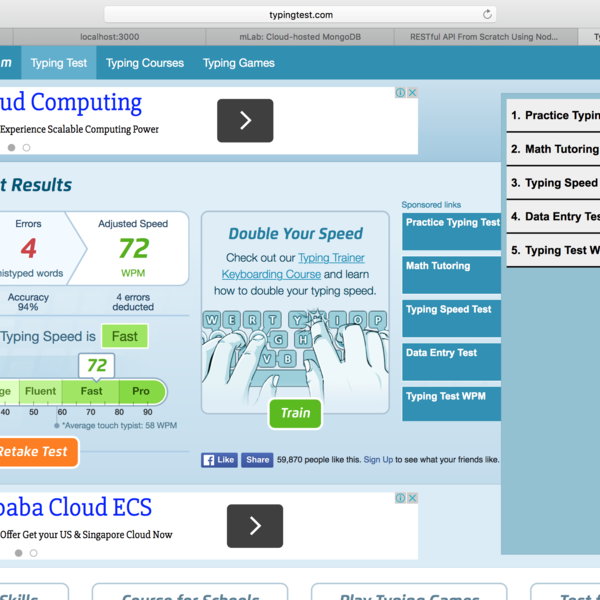 typingtest.com
localhost:3000
mLab: Cloud-hosted MongoDB
RESTful API From Scratch Using Nod...
Ty
m
Typing Test
Typing Courses
Typing Games
ud Computing
Experience Scalable Computing Power
1. Practice Typin
2. Math Tutoring
3. Typing Speed
4. Data Entry Tes
5. Typing Test W
t Results
Errors
4
nistyped words
Adjusted Speed
72
WPM
Accuracy
94%
4 errors
deducted
Typing Speed is Fast
72
ge Fluent Fast Pro
40 50 60 70 80 90
*Average touch typist: 58 WPM
Retake Test
Double Your Speed
Check out our Typing Trainer
Keyboarding Course and learn
how to double your typing speed.
W E R T Y I O P
G H
V B
Train
Sponsored links
Practice Typing Test
Math Tutoring
Typing Speed Test
Data Entry Test
Typing Test WPM
Like
Share
59,870 people like this. Sign Up to see what your friends like.
baba Cloud ECS
Offer Get your US & Singapore Cloud Now
Skills
Course for Schools
Play Typing Games
Test f